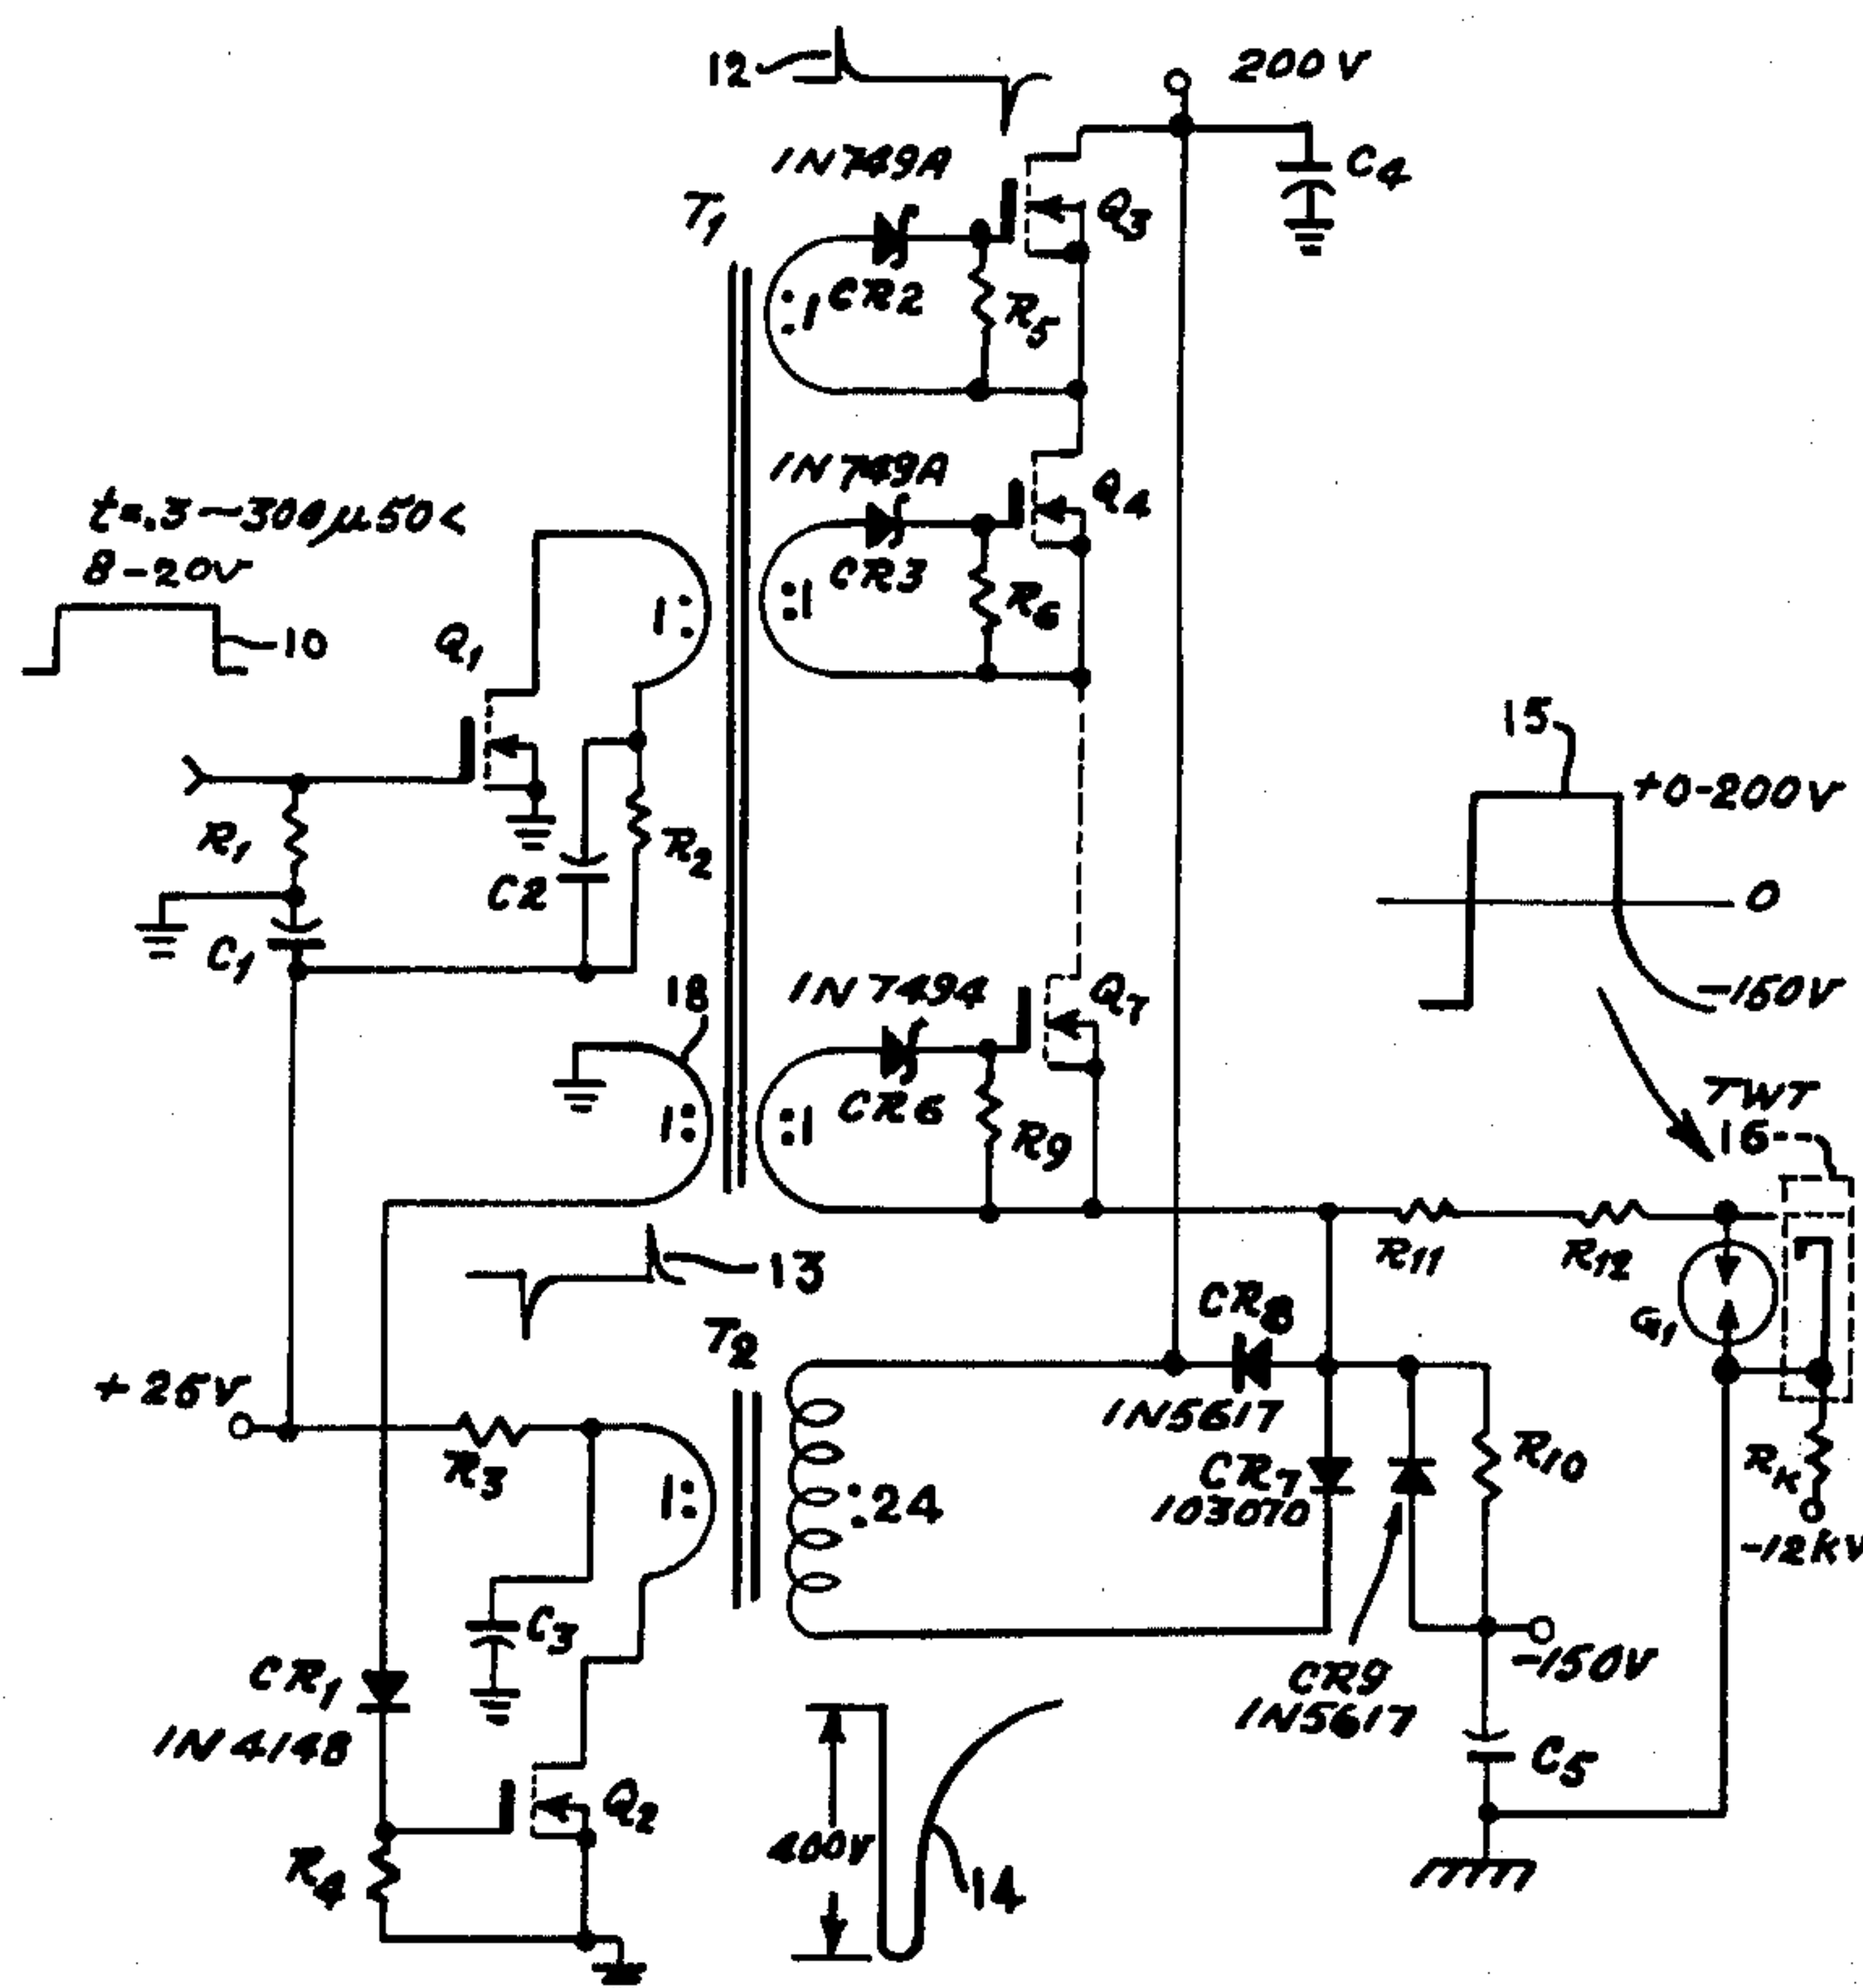 12
200V
1N749A
C4
T1
Q3
CR2
:1
R5
1N749A
Q4
t=.3~300μSec
8-20V
CR3
:1
R6
1:
10
Q1
15
+0-200V
R1
R2
C2
0
C1
18
1N749A
Q7
-150V
TWT
16
1:
:1
CR6
R9
13
R11
R12
CR8
G1
T2
+25V
1N5617
R3
1:
:24
CR7
103070
R10
RK
-12KV
C3
CR1
CR9
-150V
1N5617
1N4148
C5
Q2
400V
R4
14